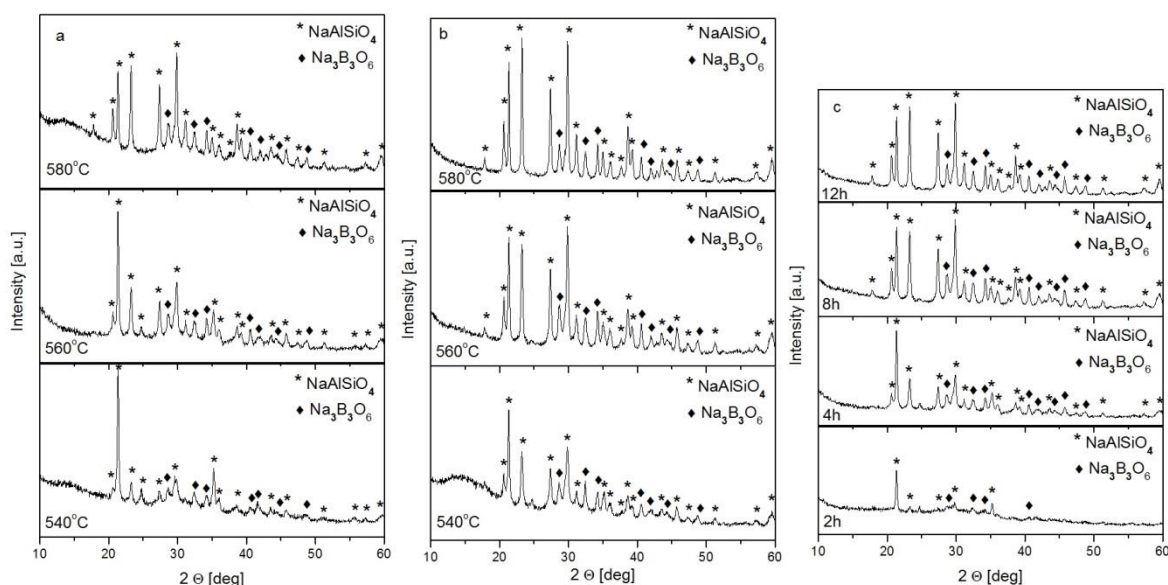 a
* NaAlSiO₄
♦ Na₃B₃O₆
580°C
* NaAlSiO₄
♦ Na₃B₃O₆
560°C
* NaAlSiO₄
♦ Na₃B₃O₆
540°C
Intensity [a.u.]
10 20 30 40 50 60
2 Θ [deg]
b
* NaAlSiO₄
♦ Na₃B₃O₆
580°C
* NaAlSiO₄
♦ Na₃B₃O₆
560°C
* NaAlSiO₄
♦ Na₃B₃O₆
540°C
Intensity [a.u.]
10 20 30 40 50 60
2 Θ [deg]
c
* NaAlSiO₄
♦ Na₃B₃O₆
12h
* NaAlSiO₄
♦ Na₃B₃O₆
8h
* NaAlSiO₄
♦ Na₃B₃O₆
4h
* NaAlSiO₄
♦ Na₃B₃O₆
2h
Intensity [a.u.]
10 20 30 40 50 60
2 Θ [deg]